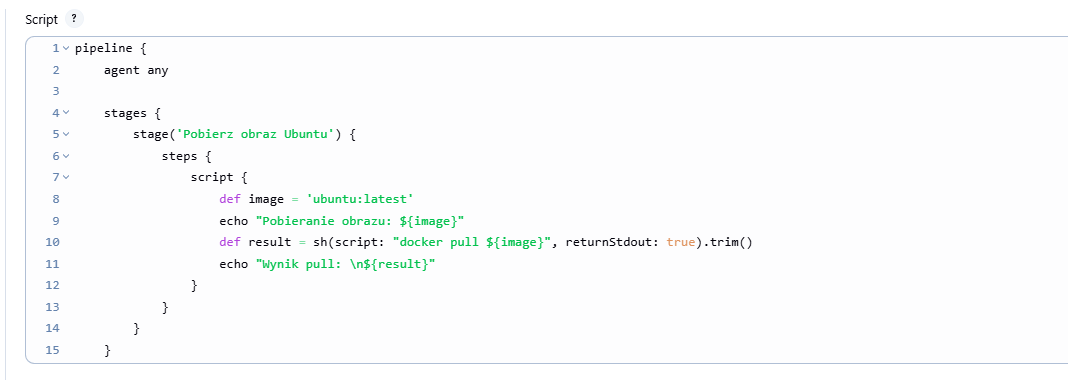 Script ?
1 pipeline {
2     agent any
3
4     stages {
5         stage('Pobierz obraz Ubuntu') {
6             steps {
7                 script {
8                     def image = 'ubuntu:latest'
9                     echo "Pobieranie obrazu: ${image}"
10                     def result = sh(script: "docker pull ${image}", returnStdout: true).trim()
11                     echo "Wynik pull: \n${result}"
12                 }
13             }
14         }
15     }